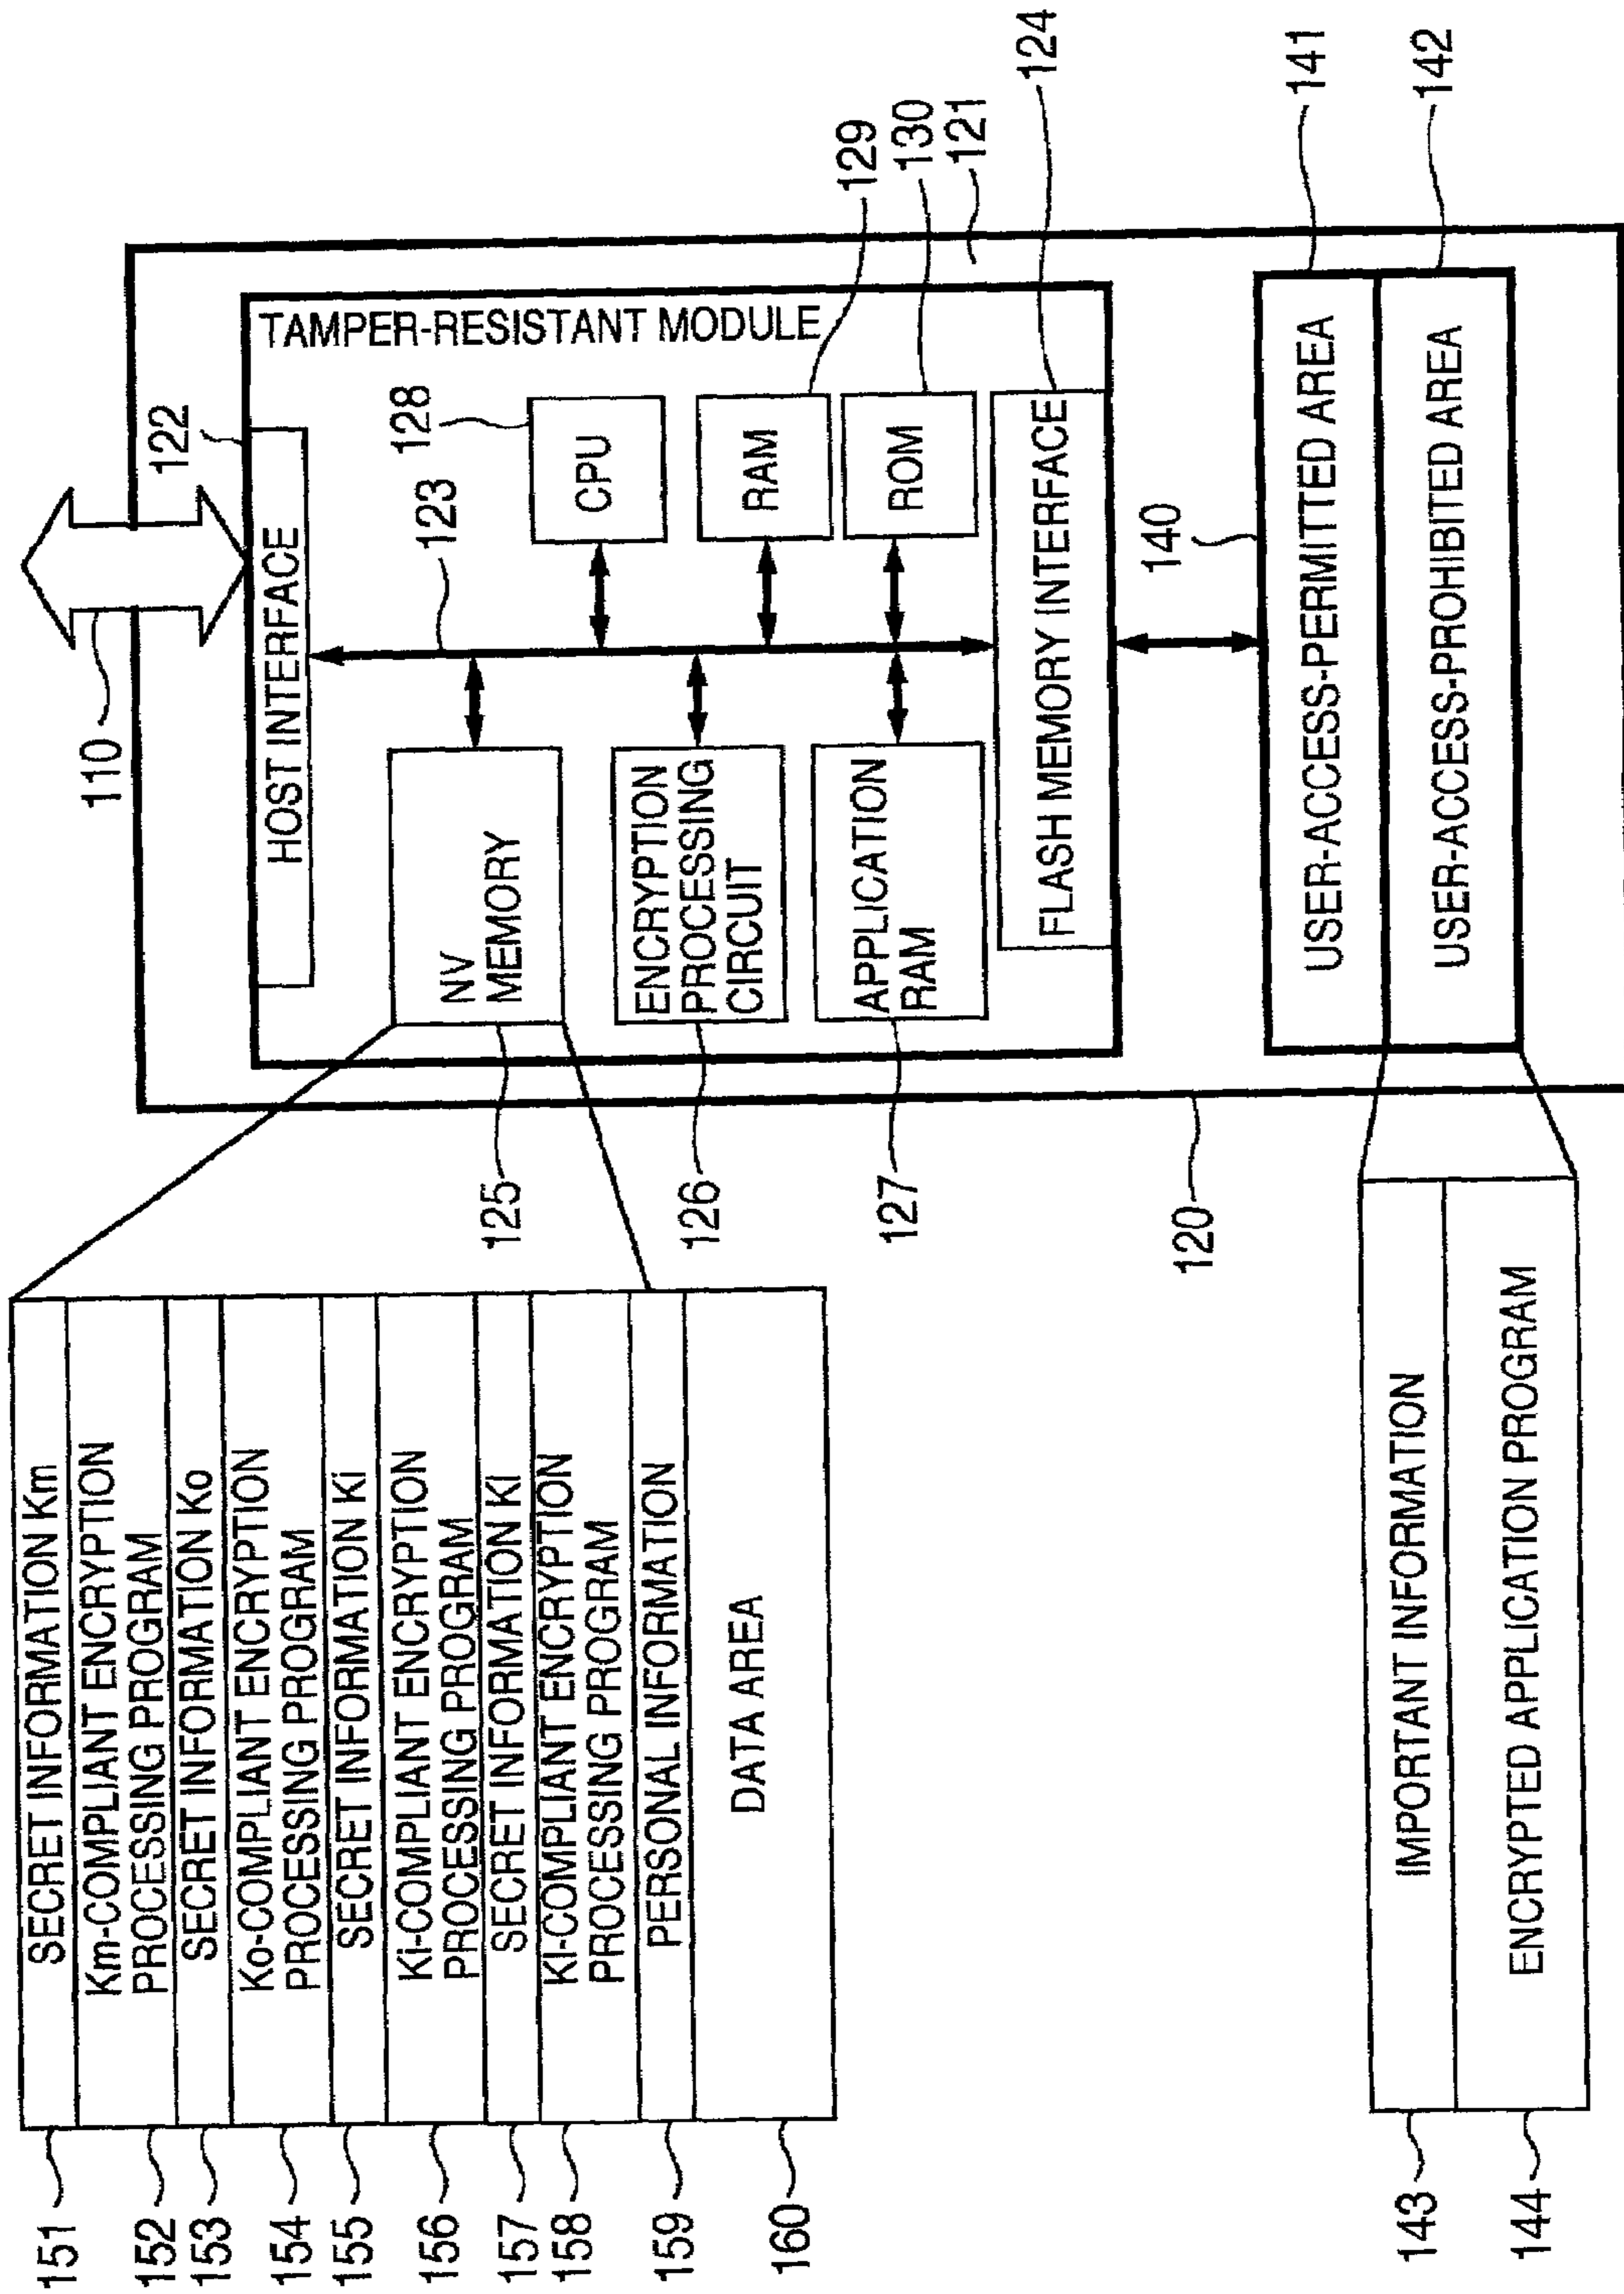 110
122
HOST INTERFACE
TAMPER-RESISTANT MODULE
123
128
CPU
RAM
129
ROM
130
121
NV
MEMORY
125
ENCRYPTION
PROCESSING
CIRCUIT
126
APPLICATION
RAM
127
FLASH MEMORY INTERFACE
124
120
140
USER-ACCESS-PERMITTED AREA
141
USER-ACCESS-PROHIBITED AREA
142
151
SECRET INFORMATION Km
152
Km-COMPLIANT ENCRYPTION
PROCESSING PROGRAM
153
SECRET INFORMATION Ko
154
Ko-COMPLIANT ENCRYPTION
PROCESSING PROGRAM
155
SECRET INFORMATION Ki
156
Ki-COMPLIANT ENCRYPTION
PROCESSING PROGRAM
157
SECRET INFORMATION Kl
158
Kl-COMPLIANT ENCRYPTION
PROCESSING PROGRAM
159
PERSONAL INFORMATION
160
DATA AREA
143
IMPORTANT INFORMATION
144
ENCRYPTED APPLICATION PROGRAM